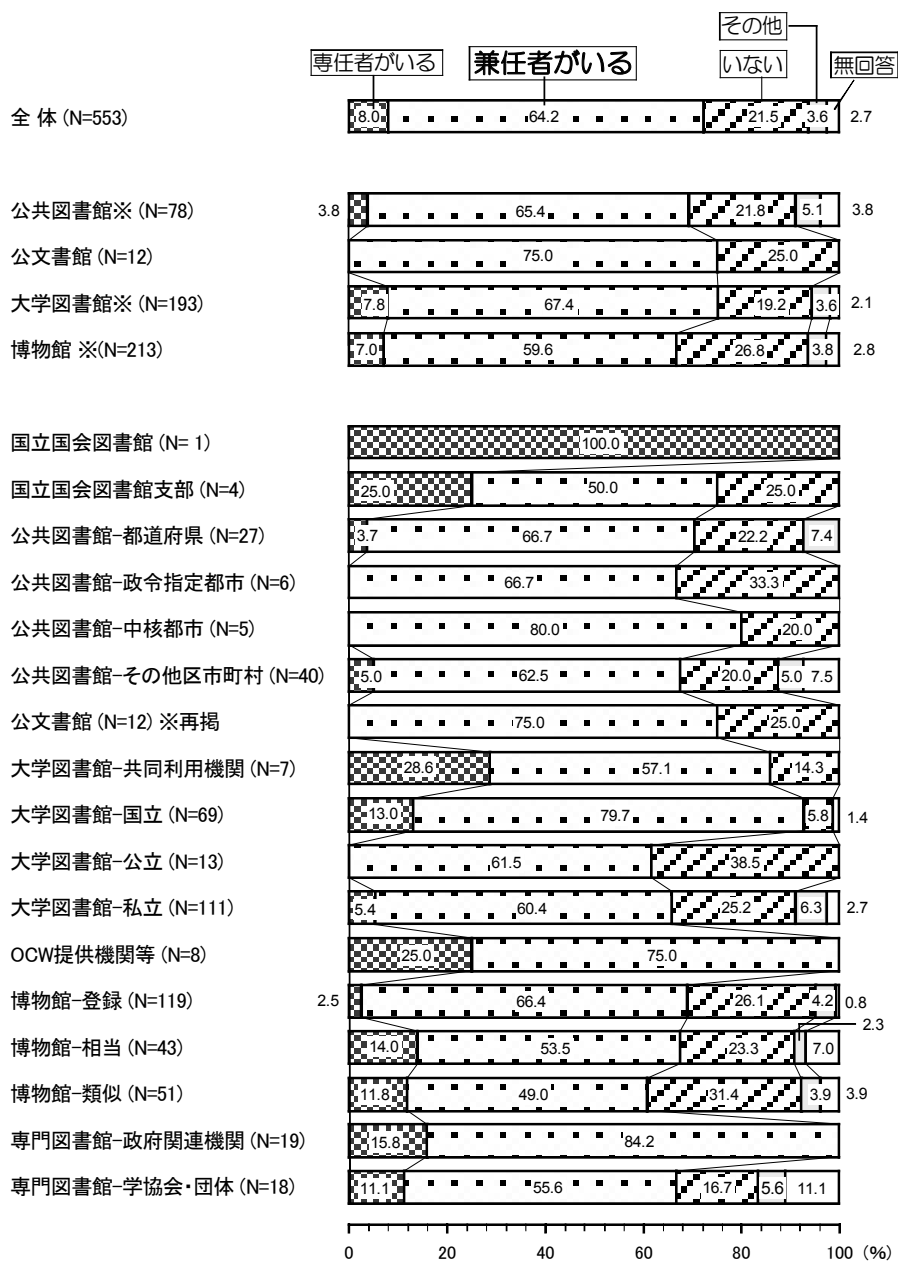 その他
専任者がいる 兼任者がいる いない 無回答
全 体 (N=553) 8.0 64.2 21.5 3.6 2.7
公共図書館※ (N=78) 3.8 65.4 21.8 5.1 3.8
公文書館 (N=12) 75.0 25.0
大学図書館※ (N=193) 7.8 67.4 19.2 3.6 2.1
博物館 ※(N=213) 7.0 59.6 26.8 3.8 2.8
国立国会図書館 (N= 1) 100.0
国立国会図書館支部 (N=4) 25.0 50.0 25.0
公共図書館-都道府県 (N=27) 3.7 66.7 22.2 7.4
公共図書館-政令指定都市 (N=6) 66.7 33.3
公共図書館-中核都市 (N=5) 80.0 20.0
公共図書館-その他区市町村 (N=40) 5.0 62.5 20.0 5.0 7.5
公文書館 (N=12) ※再掲 75.0 25.0
大学図書館-共同利用機関 (N=7) 28.6 57.1 14.3
大学図書館-国立 (N=69) 13.0 79.7 5.8 1.4
大学図書館-公立 (N=13) 61.5 38.5
大学図書館-私立 (N=111) 5.4 60.4 25.2 6.3 2.7
OCW提供機関等 (N=8) 25.0 75.0
博物館-登録 (N=119) 2.5 66.4 26.1 4.2 0.8
2.3
博物館-相当 (N=43) 14.0 53.5 23.3 7.0
博物館-類似 (N=51) 11.8 49.0 31.4 3.9 3.9
専門図書館-政府関連機関 (N=19) 15.8 84.2
専門図書館-学協会・団体 (N=18) 11.1 55.6 16.7 5.6 11.1
0 20 40 60 80 100 (%)